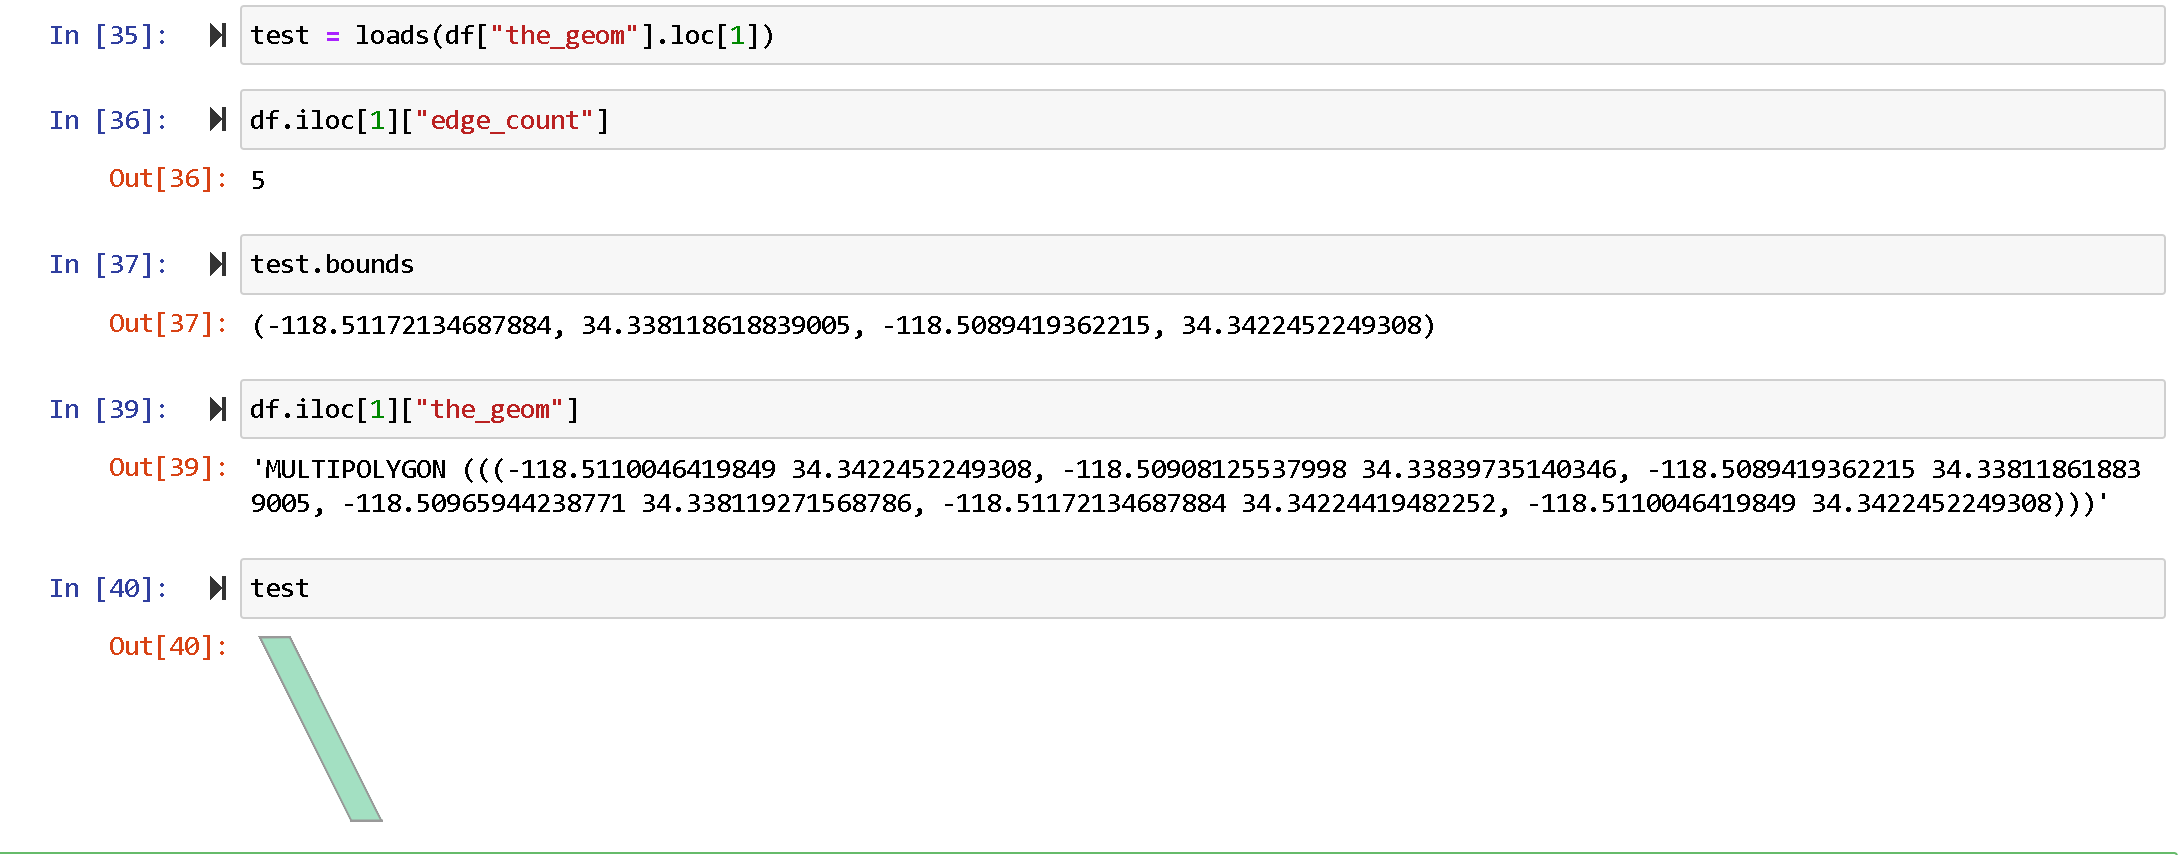 In [35]: test = loads(df["the_geom"].loc[1])
In [36]: df.iloc[1]["edge_count"]
Out[36]: 5
In [37]: test.bounds
Out[37]: (-118.51172134687884, 34.338118618839005, -118.5089419362215, 34.3422452249308)
In [39]: df.iloc[1]["the_geom"]
Out[39]: 'MULTIPOLYGON (((-118.5110046419849 34.3422452249308, -118.50908125537998 34.33839735140346, -118.5089419362215 34.33811861883
9005, -118.50965944238771 34.338119271568786, -118.51172134687884 34.34224419482252, -118.5110046419849 34.3422452249308)))'
In [40]: test
Out[40]: